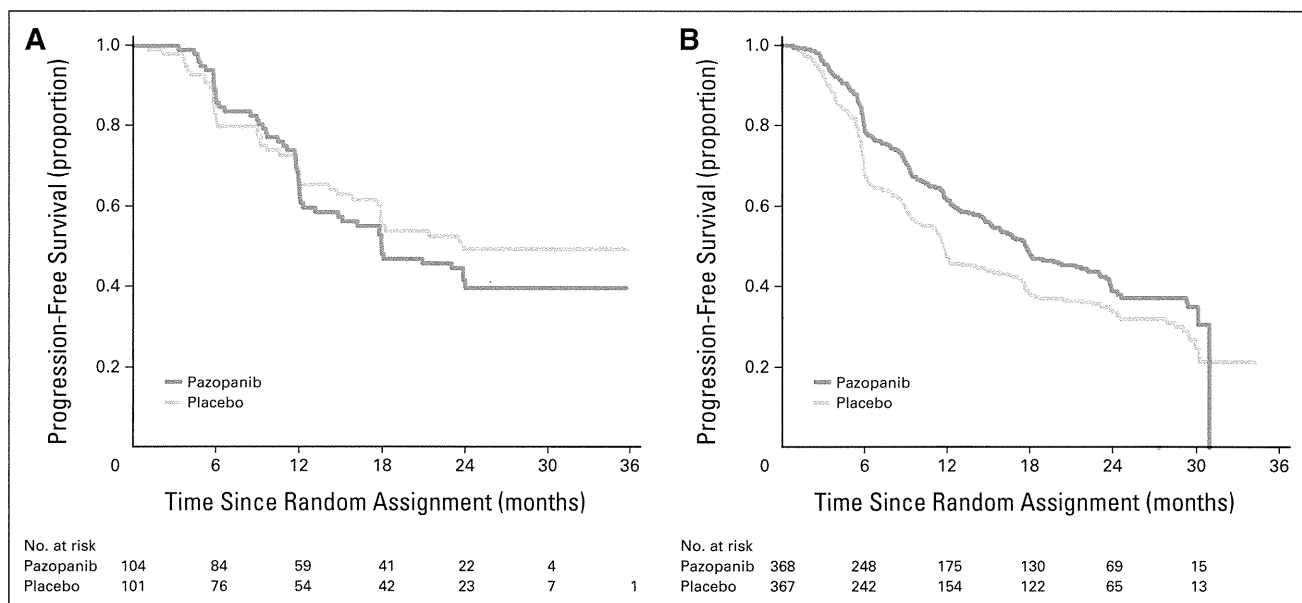 A
Progression-Free Survival (proportion)
1.0
0.8
0.6
0.4
0.2
0
6
12
18
24
30
36
Pazopanib
Placebo
Time Since Random Assignment (months)
No. at risk
Pazopanib 104 84 59 41 22 4
Placebo 101 76 54 42 23 7 1
B
Progression-Free Survival (proportion)
1.0
0.8
0.6
0.4
0.2
0
6
12
18
24
30
36
Pazopanib
Placebo
Time Since Random Assignment (months)
No. at risk
Pazopanib 368 248 175 130 69 15
Placebo 367 242 154 122 65 13